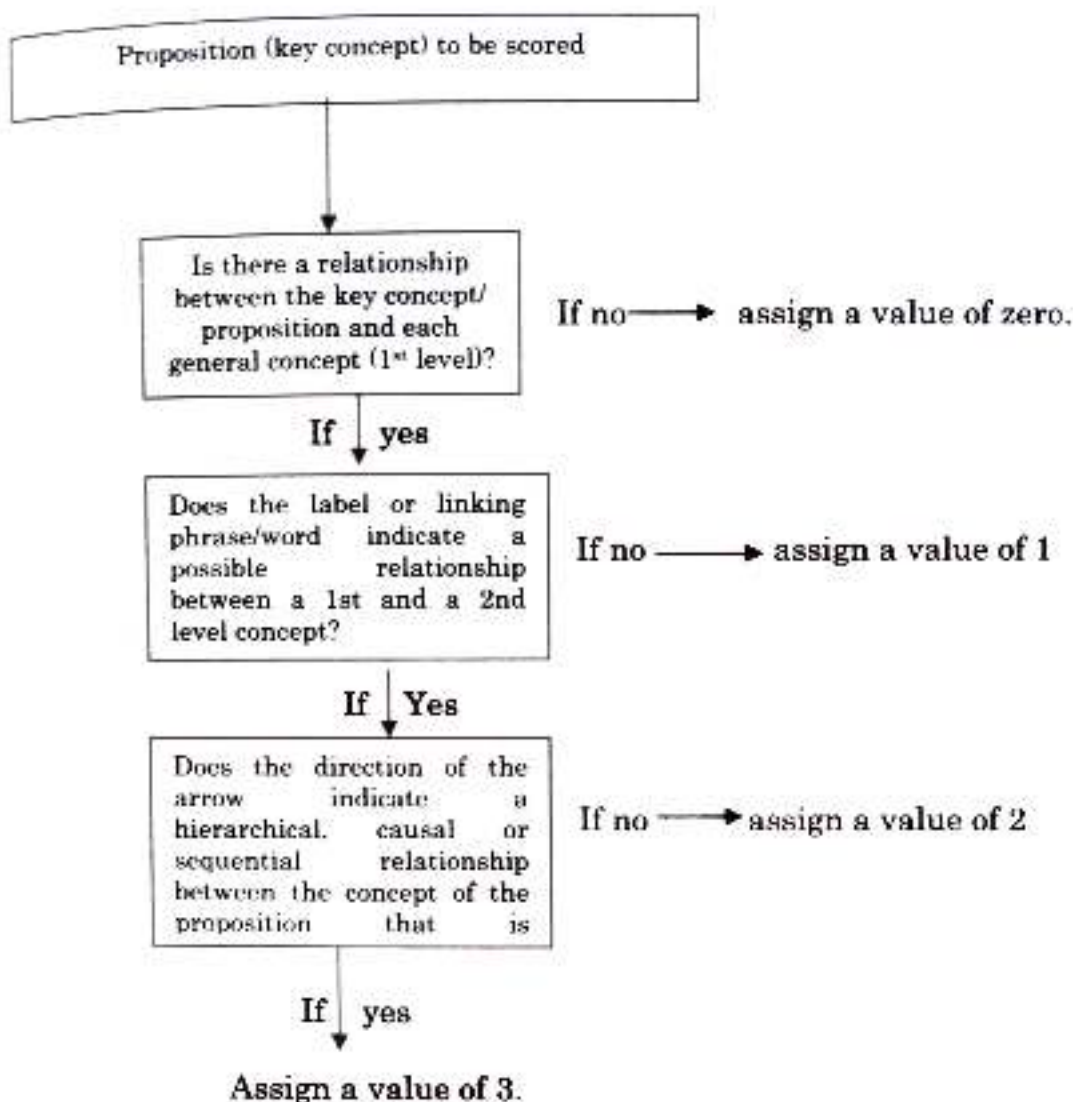 Proposition (key concept) to be scored
Is there a relationship
between the key concept/
proposition and each
general concept (1st level)?
If no → assign a value of zero.
If yes
Does the label or linking
phrase/word indicate a
possible relationship
between a 1st and a 2nd
level concept?
If no → assign a value of 1
If Yes
Does the direction of the
arrow indicate a
hierarchical. causal or
sequential relationship
between the concept of the
proposition that is
If no → assign a value of 2
If yes
Assign a value of 3.